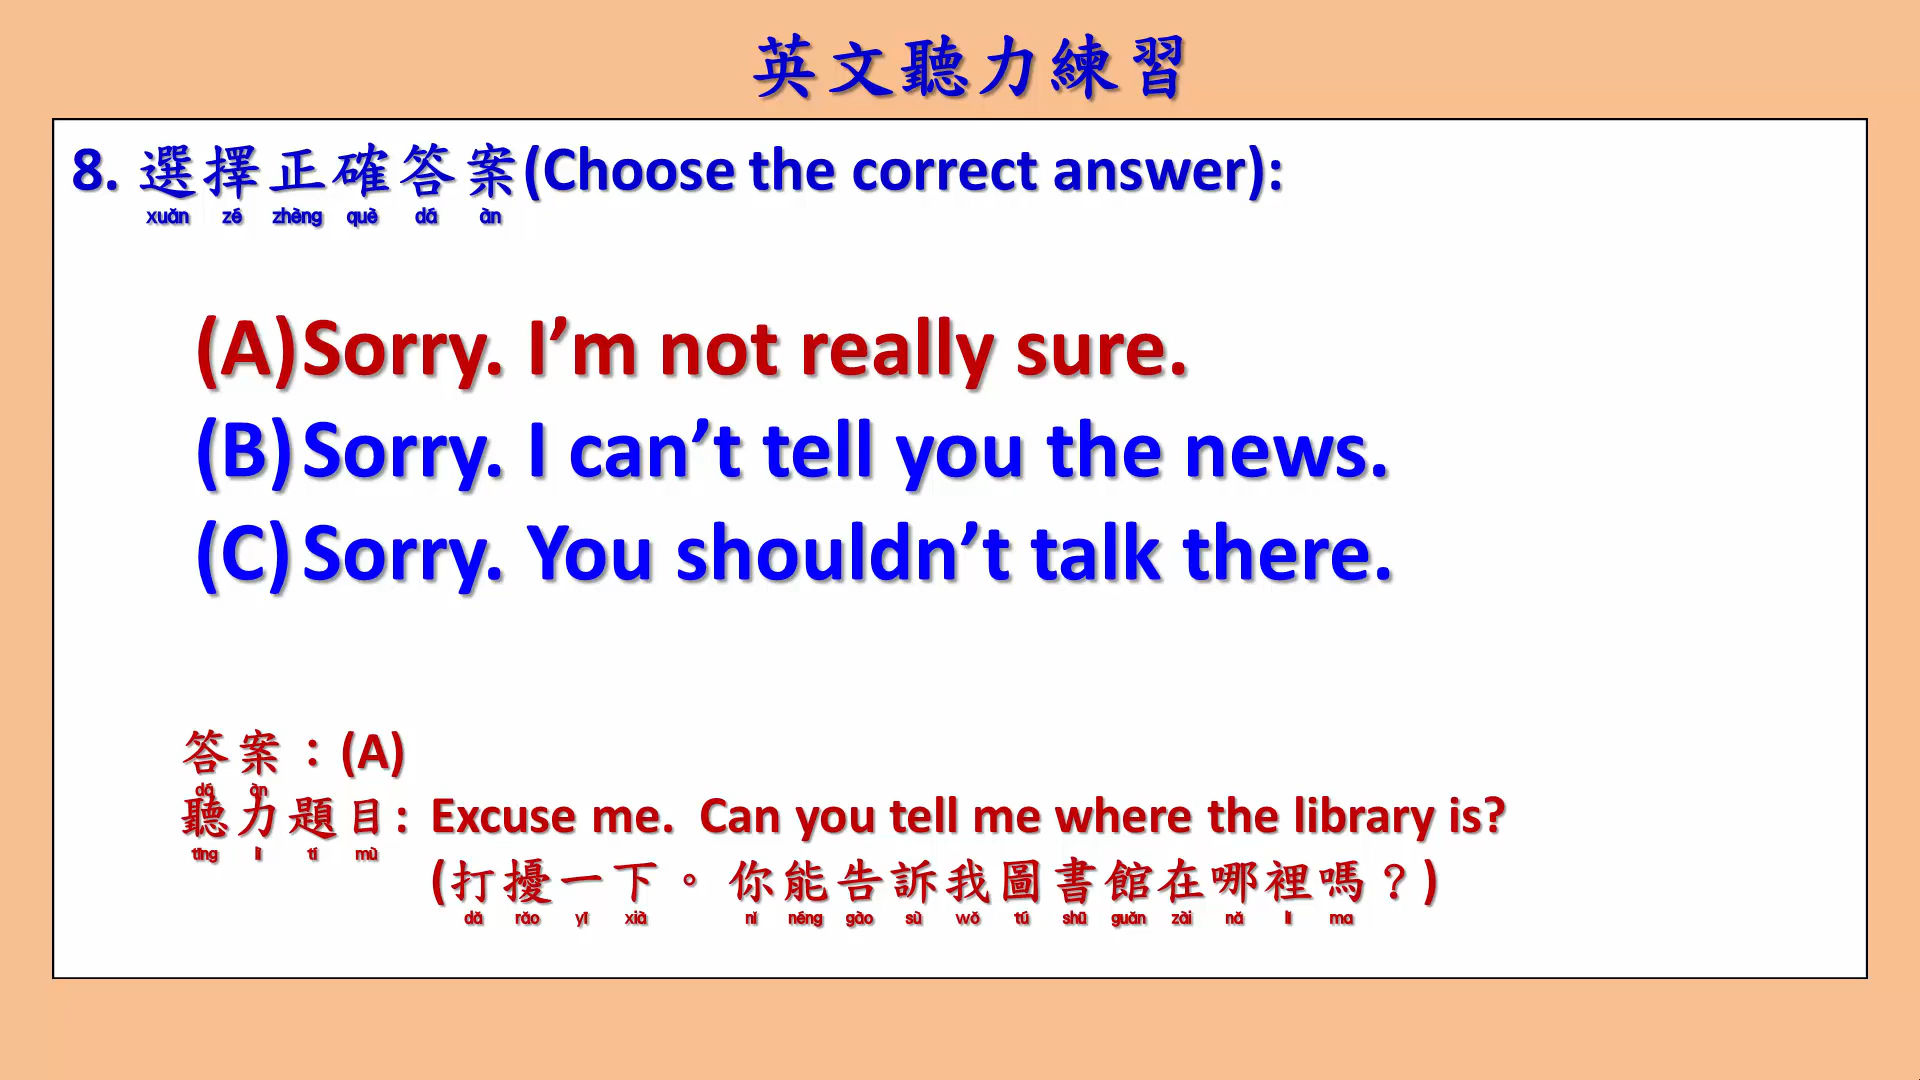 英文聽力練習
8. 選擇正確答案(Choose the correct answer):
xuǎn zé zhèng què dá àn
(A)Sorry. I’m not really sure.
(B)Sorry. I can’t tell you the news.
(C)Sorry. You shouldn’t talk there.
答案：(A)
dá àn
聽力題目: Excuse me.  Can you tell me where the library is?
tīng lì tí mù
(打擾一下。你能告訴我圖書館在哪裡嗎？)
dǎ rǎo yī xià nǐ néng gào sù wǒ tú shū guǎn zài nǎ lǐ ma